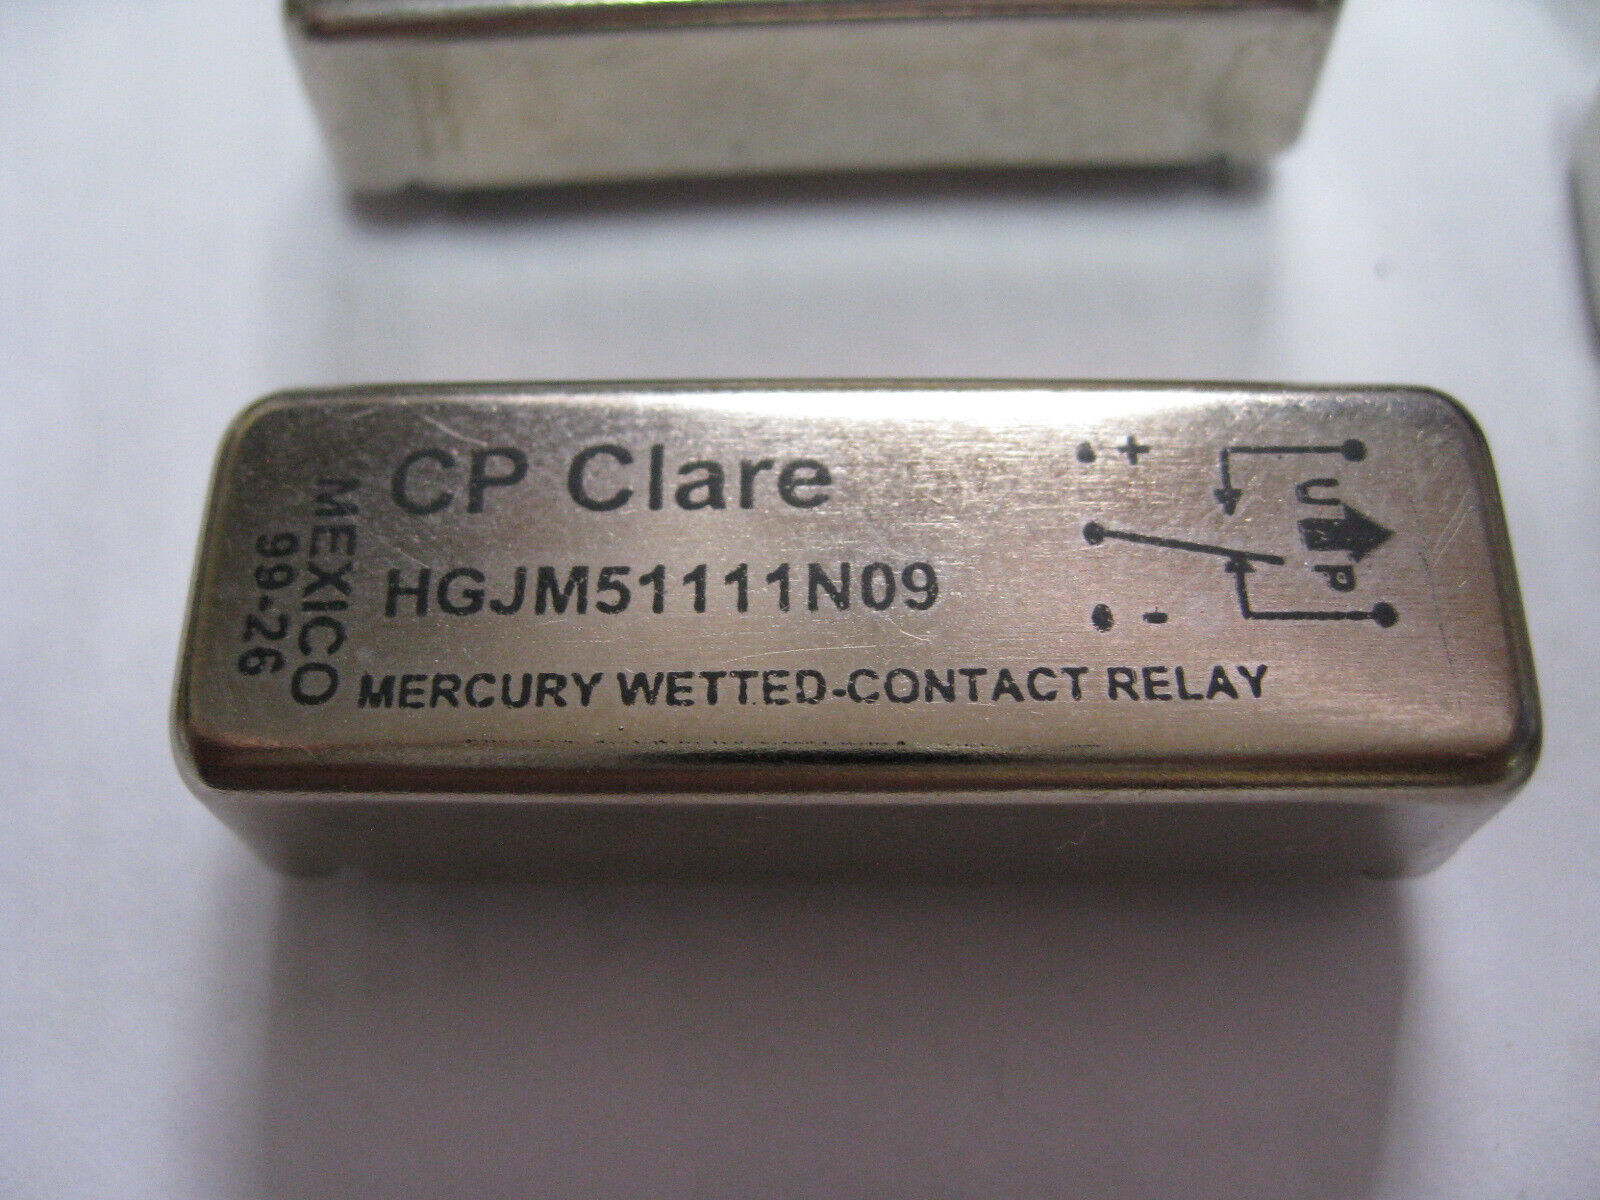 CP Clare
HGJM51111N09
MERCURY WETTED-CONTACT RELAY
MEXICO
99-26
+
-
UP